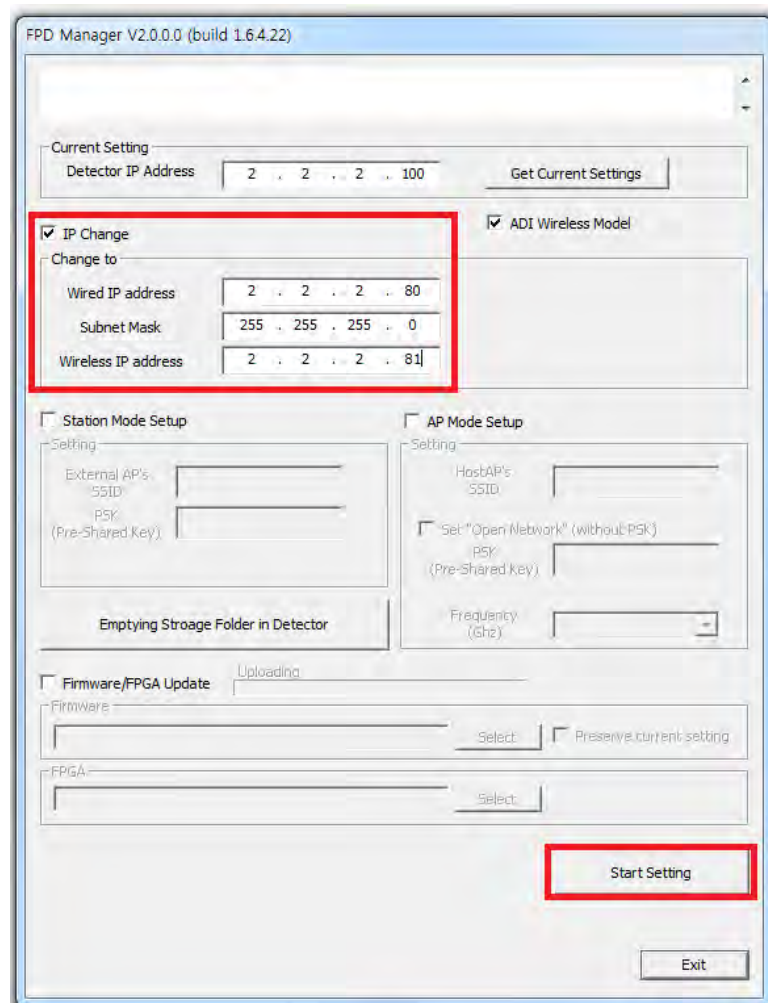 FPD Manager V2.0.0.0 (build 1.6.4.22)
Current Setting
Detector IP Address 2 . 2 . 2 . 100 Get Current Settings
IP Change ADI Wireless Model
Change to
Wired IP address 2 . 2 . 2 . 80
Subnet Mask 255 . 255 . 255 . 0
Wireless IP address 2 . 2 . 2 . 81
Station Mode Setup AP Mode Setup
Setting Setting
External AP's
SSID
HostAP's
SSID
PSK
(Pre-Shared Key)
Set "Open Network" (without PSK)
PSK
(Pre-Shared Key)
Emptying Stroage Folder in Detector
Frequency
(Ghz)
Firmware/FPGA Update Uploading
Firmware
Select Preserve current setting
FPGA
Select
Start Setting
Exit